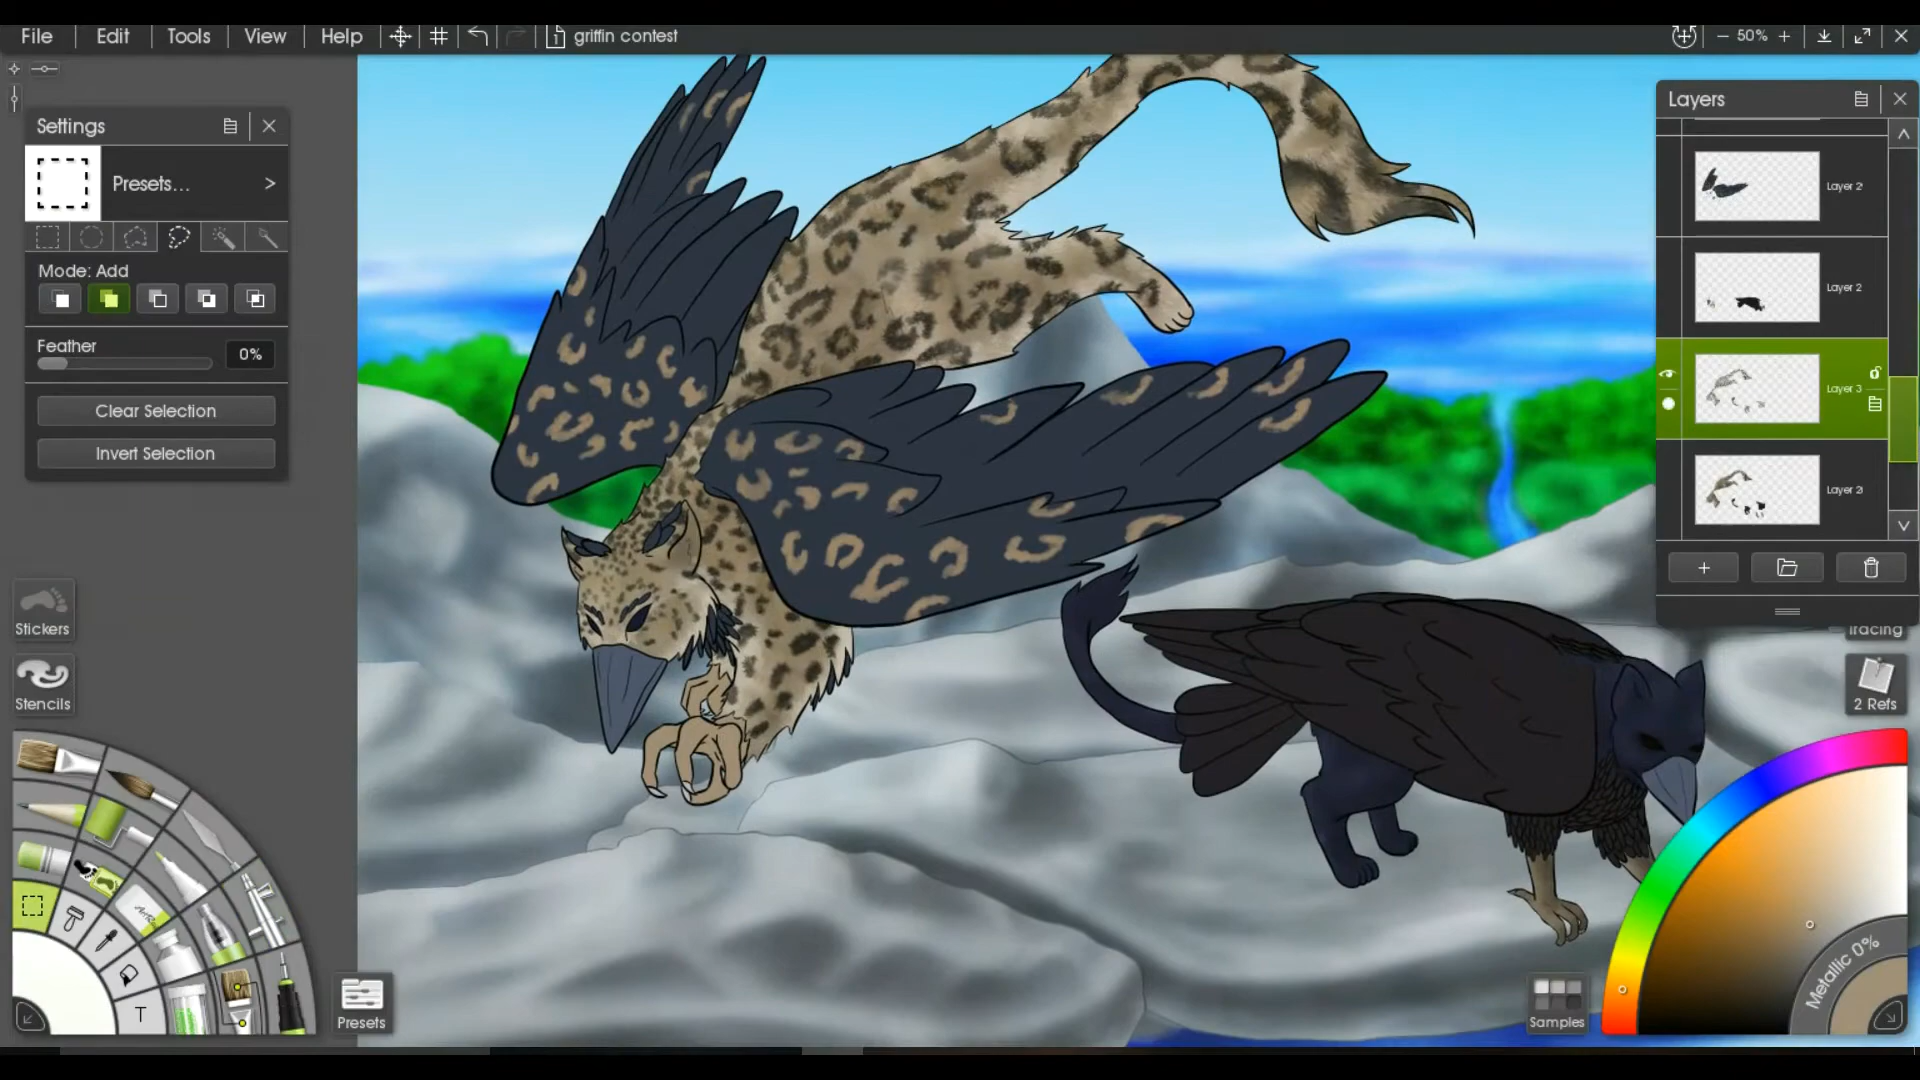 File Edit Tools View Help griffin contest 50%
Settings
Presets...
Mode: Add
Feather 0%
Clear Selection
Invert Selection
Stickers
Stencils
Presets
T
Layers
Layer 2
Layer 2
Layer 3
Layer 2
Tracing
2 Refs
Metallic 0%
Samples